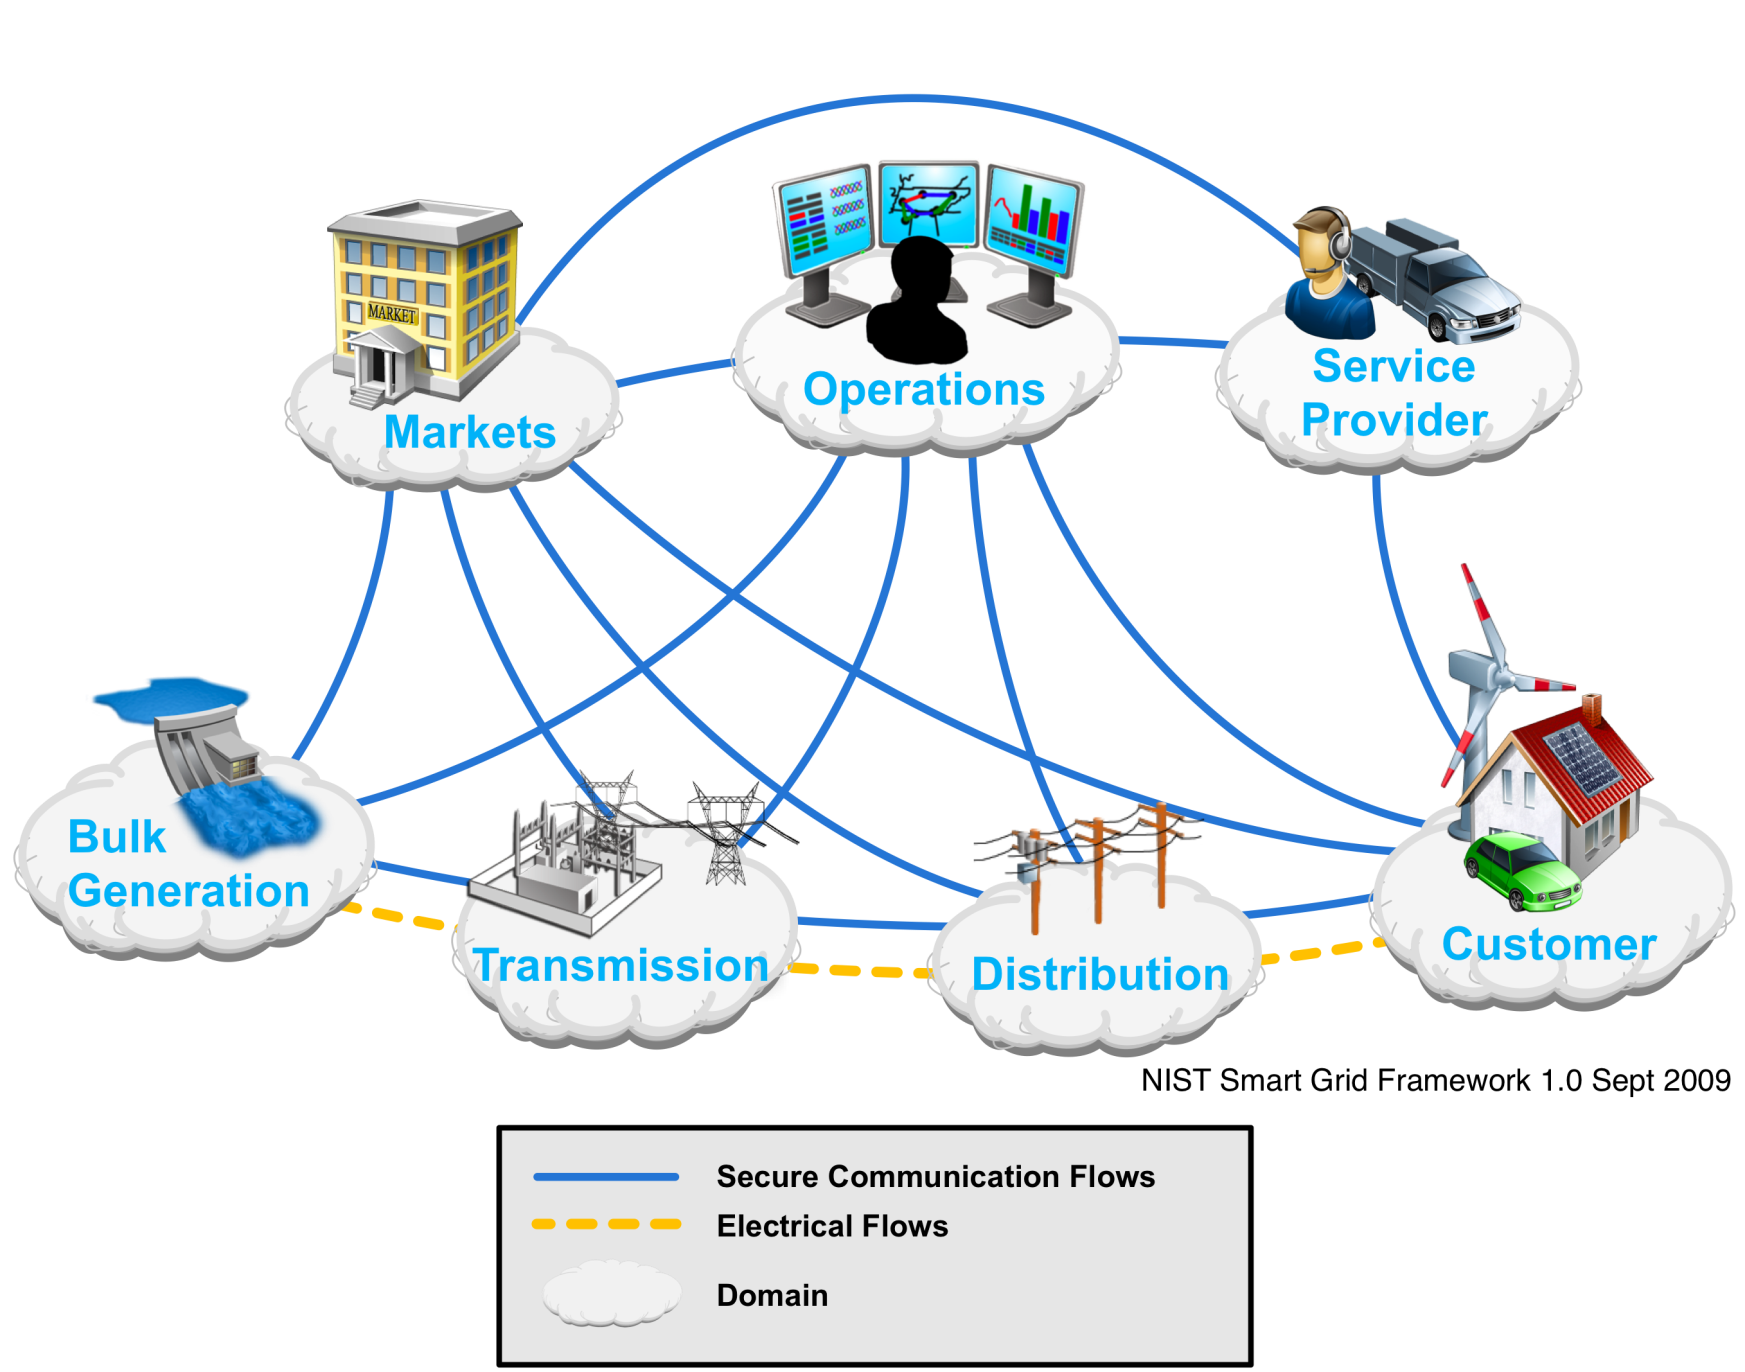 MARKET
Markets
Operations
Service
Provider
Bulk
Generation
Transmission
Distribution
Customer
NIST Smart Grid Framework 1.0 Sept 2009
Secure Communication Flows
Electrical Flows
Domain